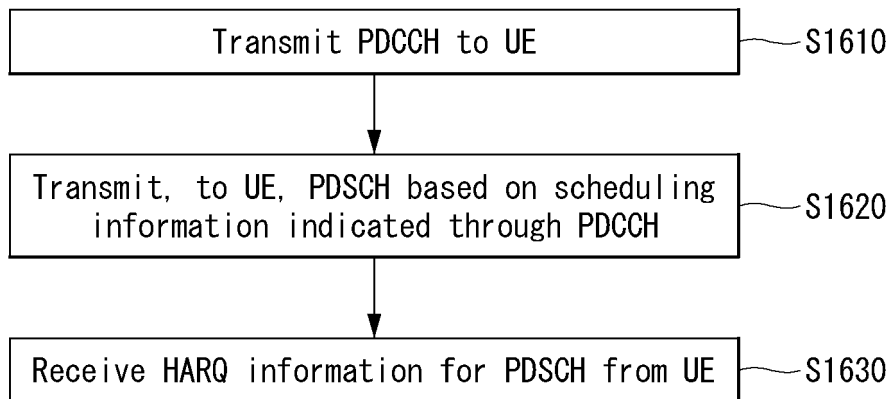 Transmit PDCCH to UE
S1610
Transmit, to UE, PDSCH based on scheduling
information indicated through PDCCH
S1620
Receive HARQ information for PDSCH from UE
S1630